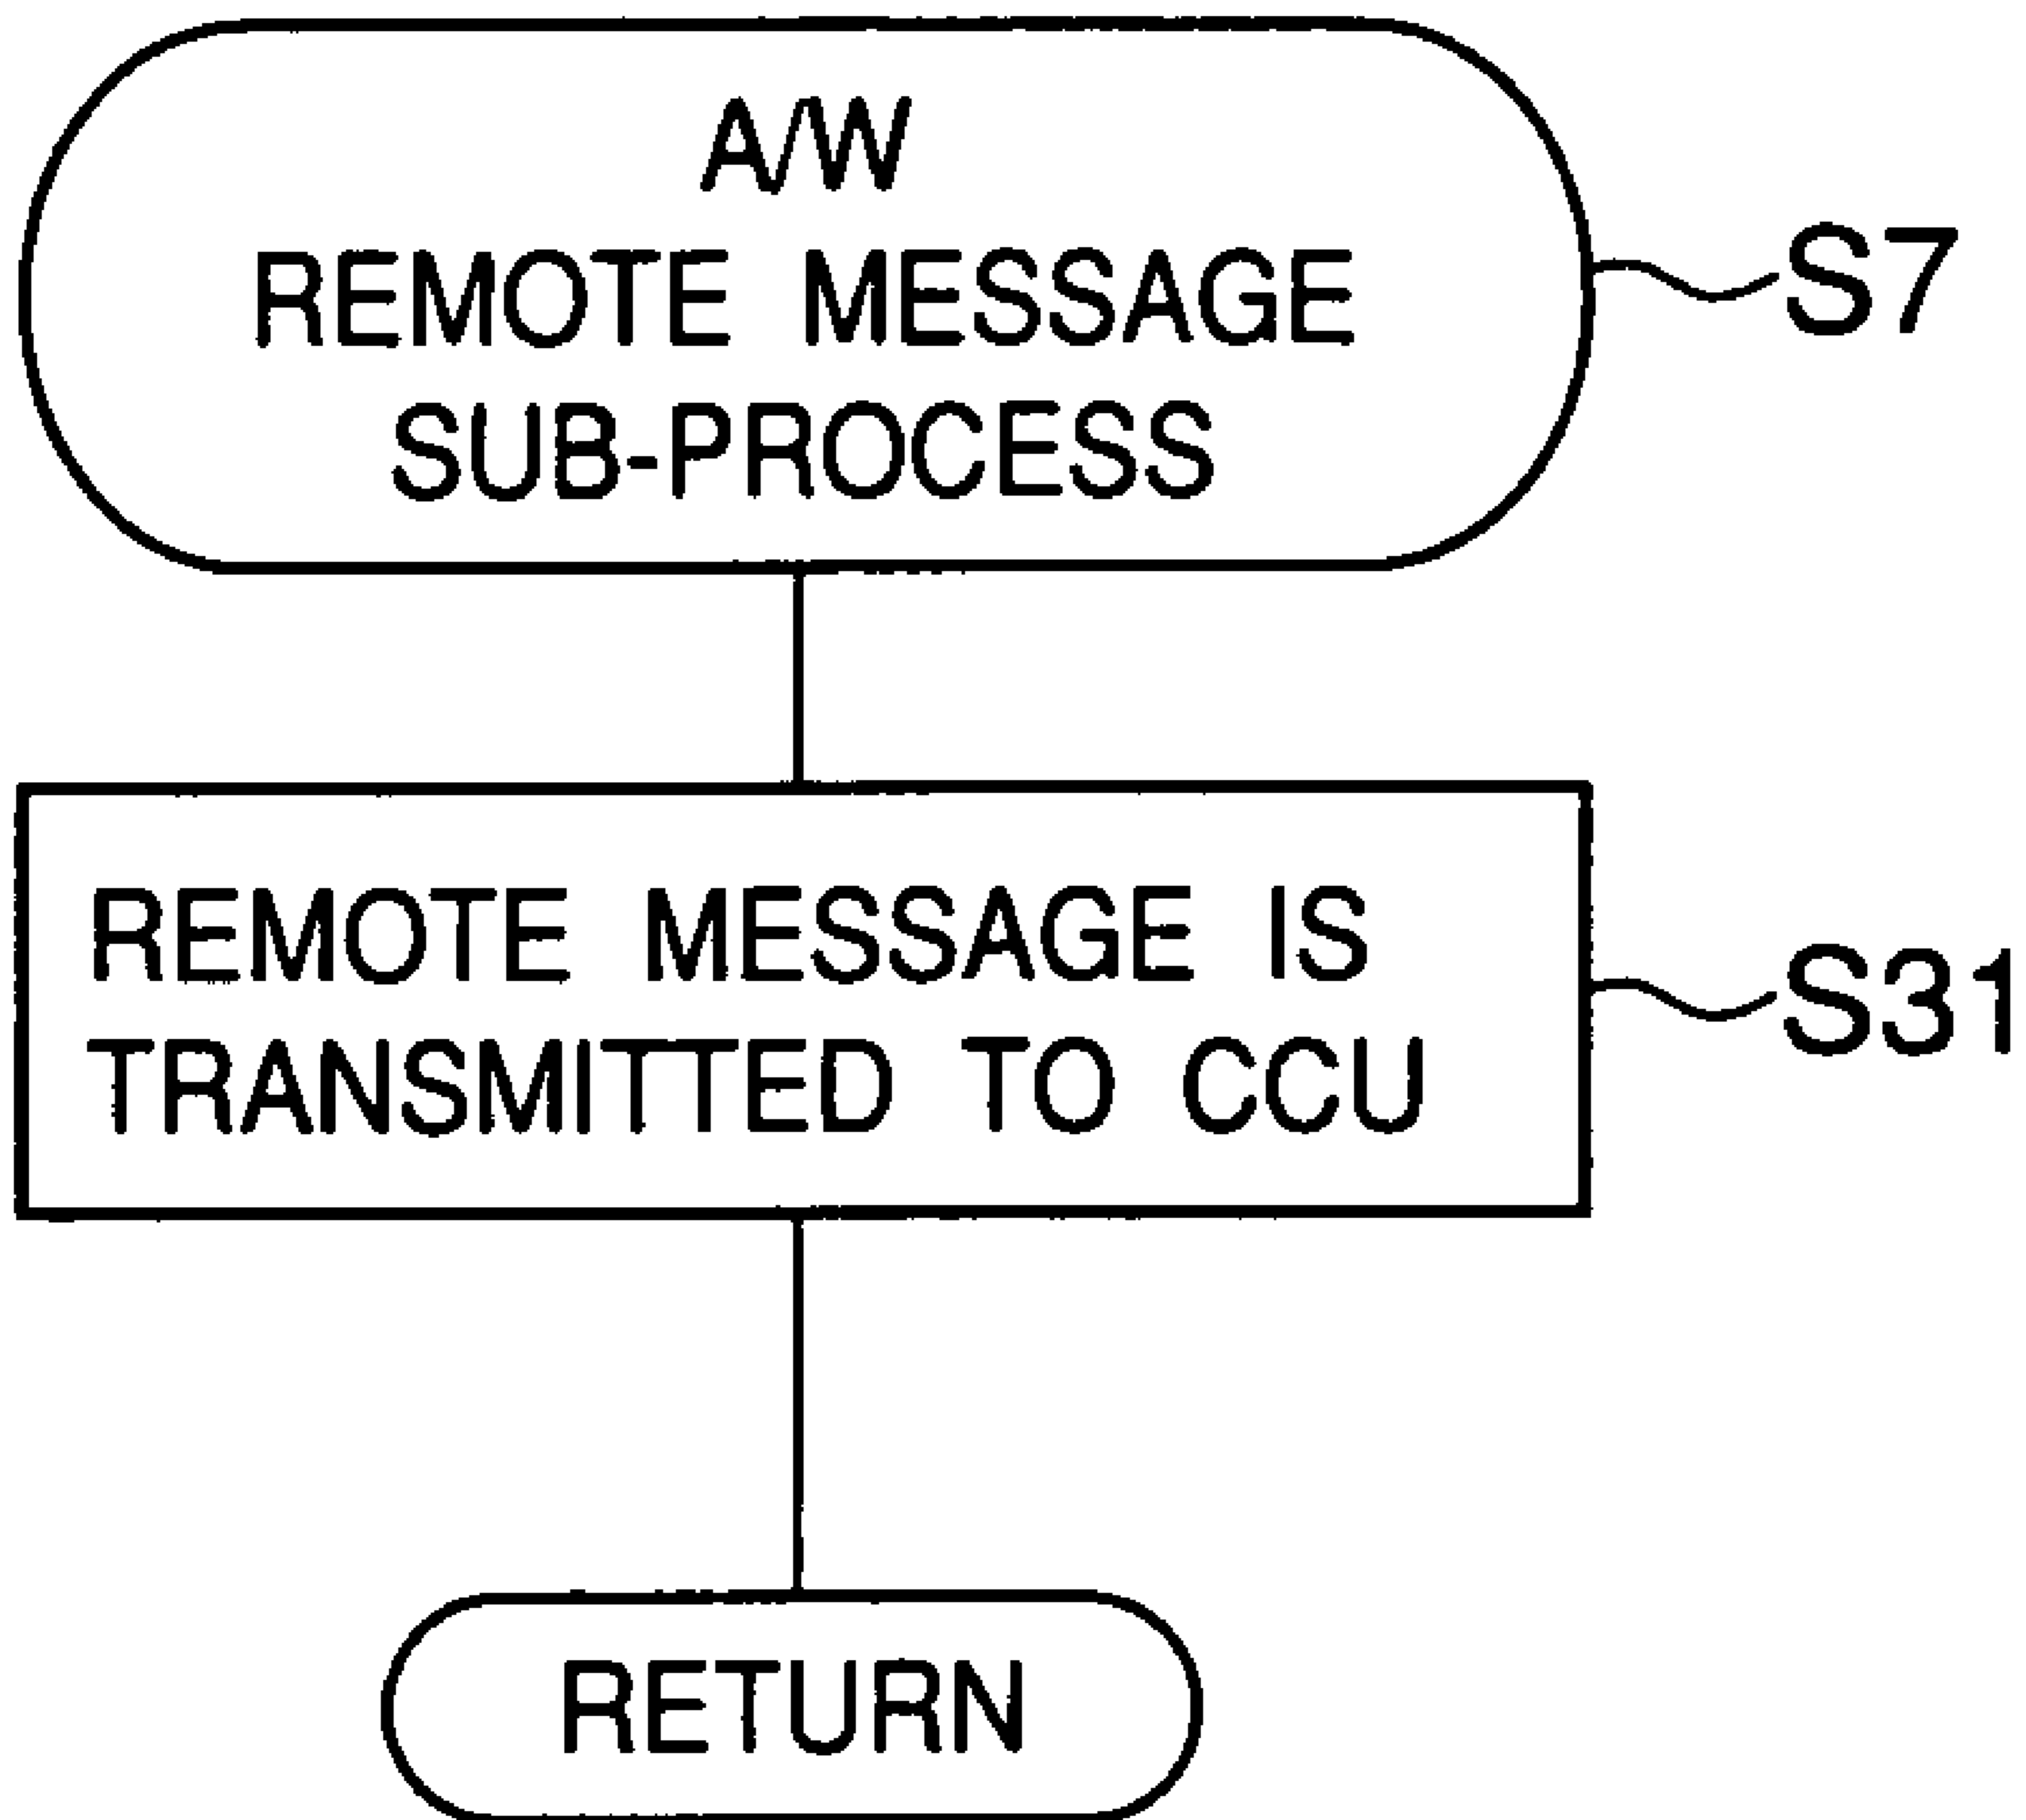 A/W
REMOTE MESSAGE
SUB-PROCESS
S7
REMOTE MESSAGE IS
TRANSMITTED TO CCU
S31
RETURN